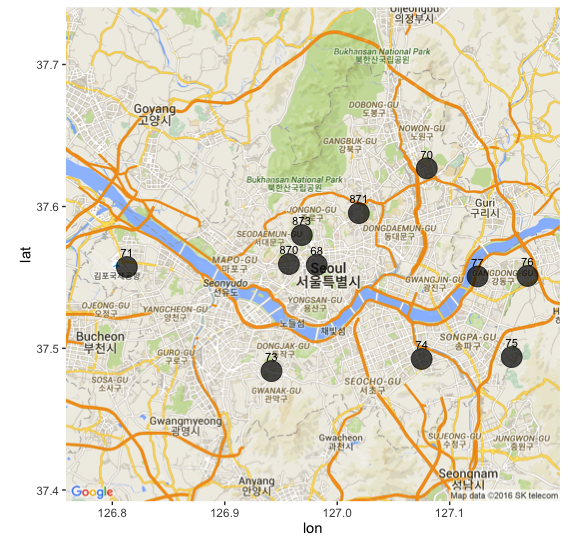 Uijeongbu
의정부시
37.7
Bukhansan National Park
북한산국립공원
Goyang
고양시
DOBONG-GU
도봉구
NOWON-GU
노원구
GANGBUK-GU
강북구
70
Bukhansan National Park
북한산국립공원
Guri
구리시
37.6
871
JONGNO-GU
873
SEODAEMUN-GU
서대문구
DONGDAEMUN-GU
동대문구
71
870
68
MAPO-GU
마포구
Seoul
서울특별시
77
76
GANGDONG-GU
강동구
김포국제공항
GWANGJIN-GU
광진구
Seonyudo
선유도
OJEONG-GU
오정구
YANGCHEON-GU
양천구
YONGSAN-GU
용산구
노들섬
채빛섬
Bucheon
부천시
SONGPA-GU
송파구
37.5
GURO-GU
구로구
DONGJAK-GU
동작구
73
74
75
SOSA-GU
소사구
GWANAK-GU
관악구
SEOCHO-GU
서초구
Gwangmyeong
광명시
Gwacheon
과천시
SUJEONG-GU
수정구
JUNGWON-GU
중원구
Anyang
안양시
Seongnam
성남시
37.4
Google
Map data ©2016 SK telecom
126.8
126.9
127.0
127.1
lon
lat